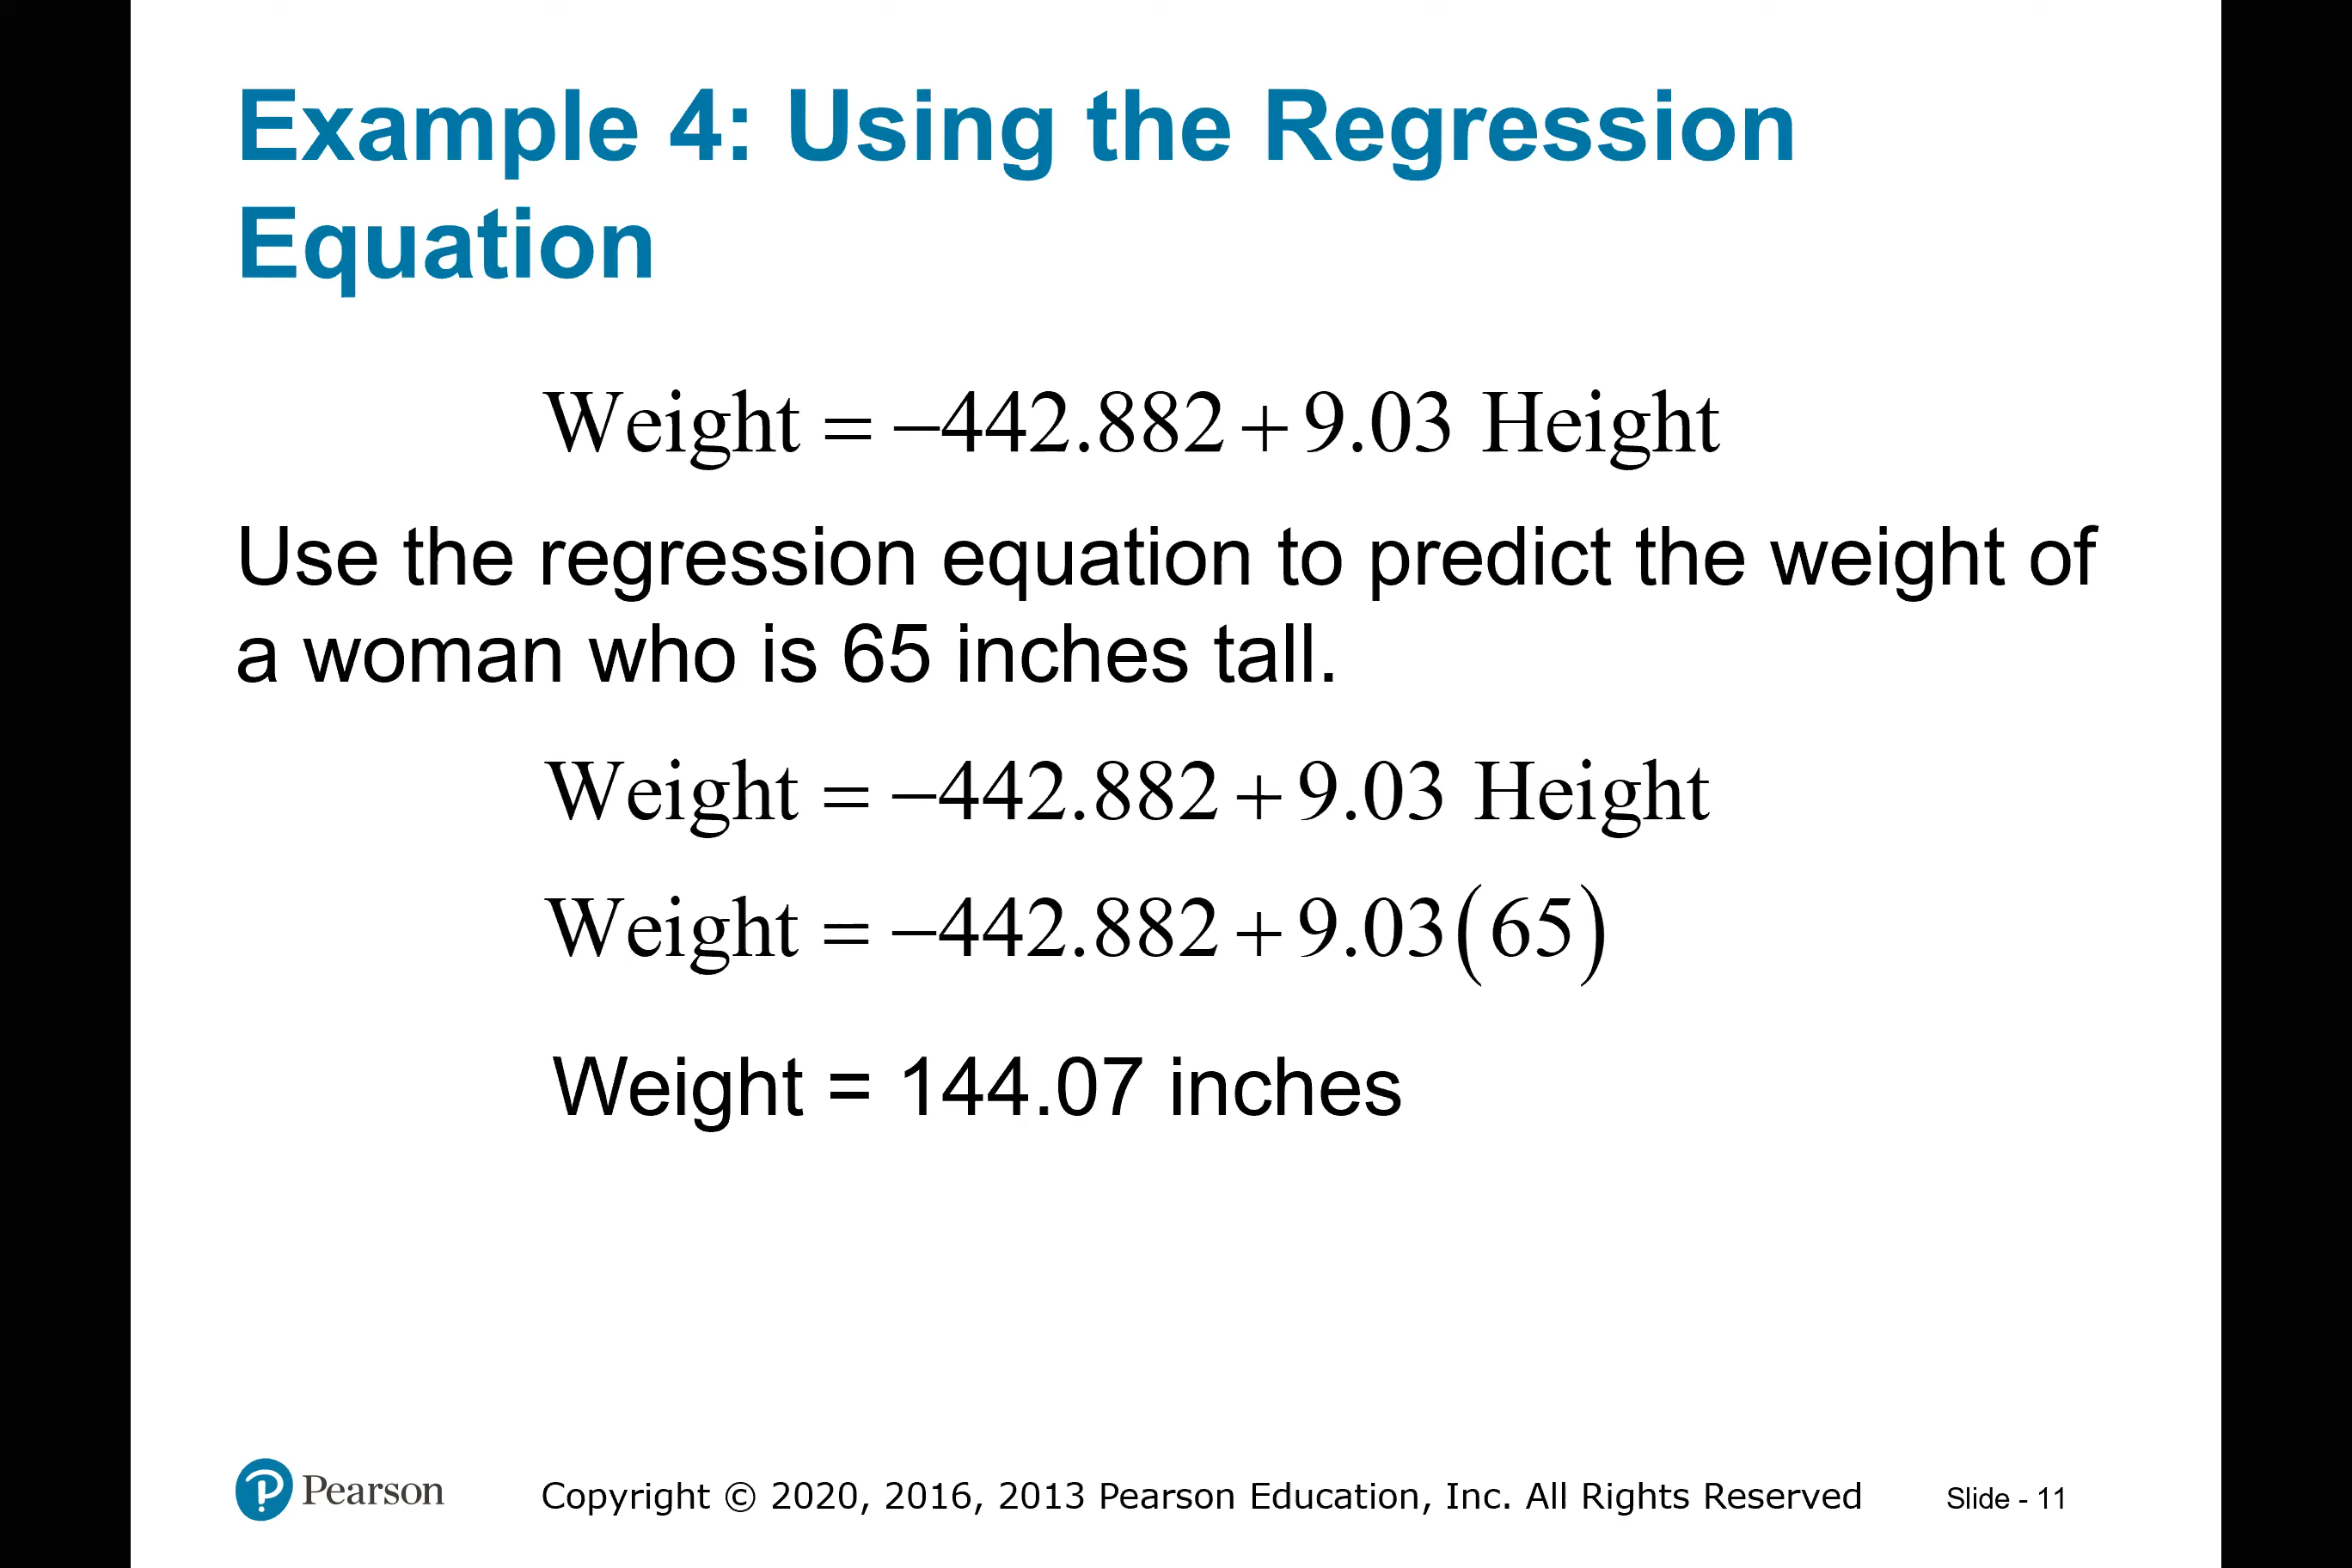 Example 4: Using the Regression
Equation
Weight = −442.882 + 9.03 Height
Use the regression equation to predict the weight of
a woman who is 65 inches tall.
Weight = −442.882 + 9.03 Height
Weight = −442.882 + 9.03(65)
Weight = 144.07 inches
Pearson Copyright © 2020, 2016, 2013 Pearson Education, Inc. All Rights Reserved Slide - 11